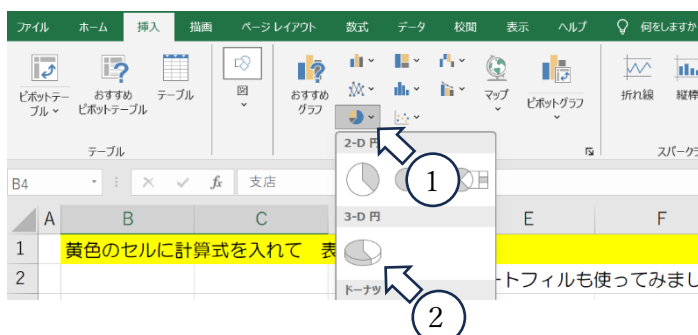 ファイル ホーム 挿入 描画 ページ レイアウト 数式 データ 校閲 表示 ヘルプ 何をしますか
ピボットテー
ブル
おすすめ
ピボットテーブル
テーブル
図
おすすめ
グラフ
マップ
ピボットグラフ
折れ線
縦棒
テーブル
スパークラ
2-D 円
1
B4
fx
支店
3-D 円
A B C E F
1 黄色のセルに計算式を入れて 表
2 ートフィルも使ってみまし
ドーナツ
2